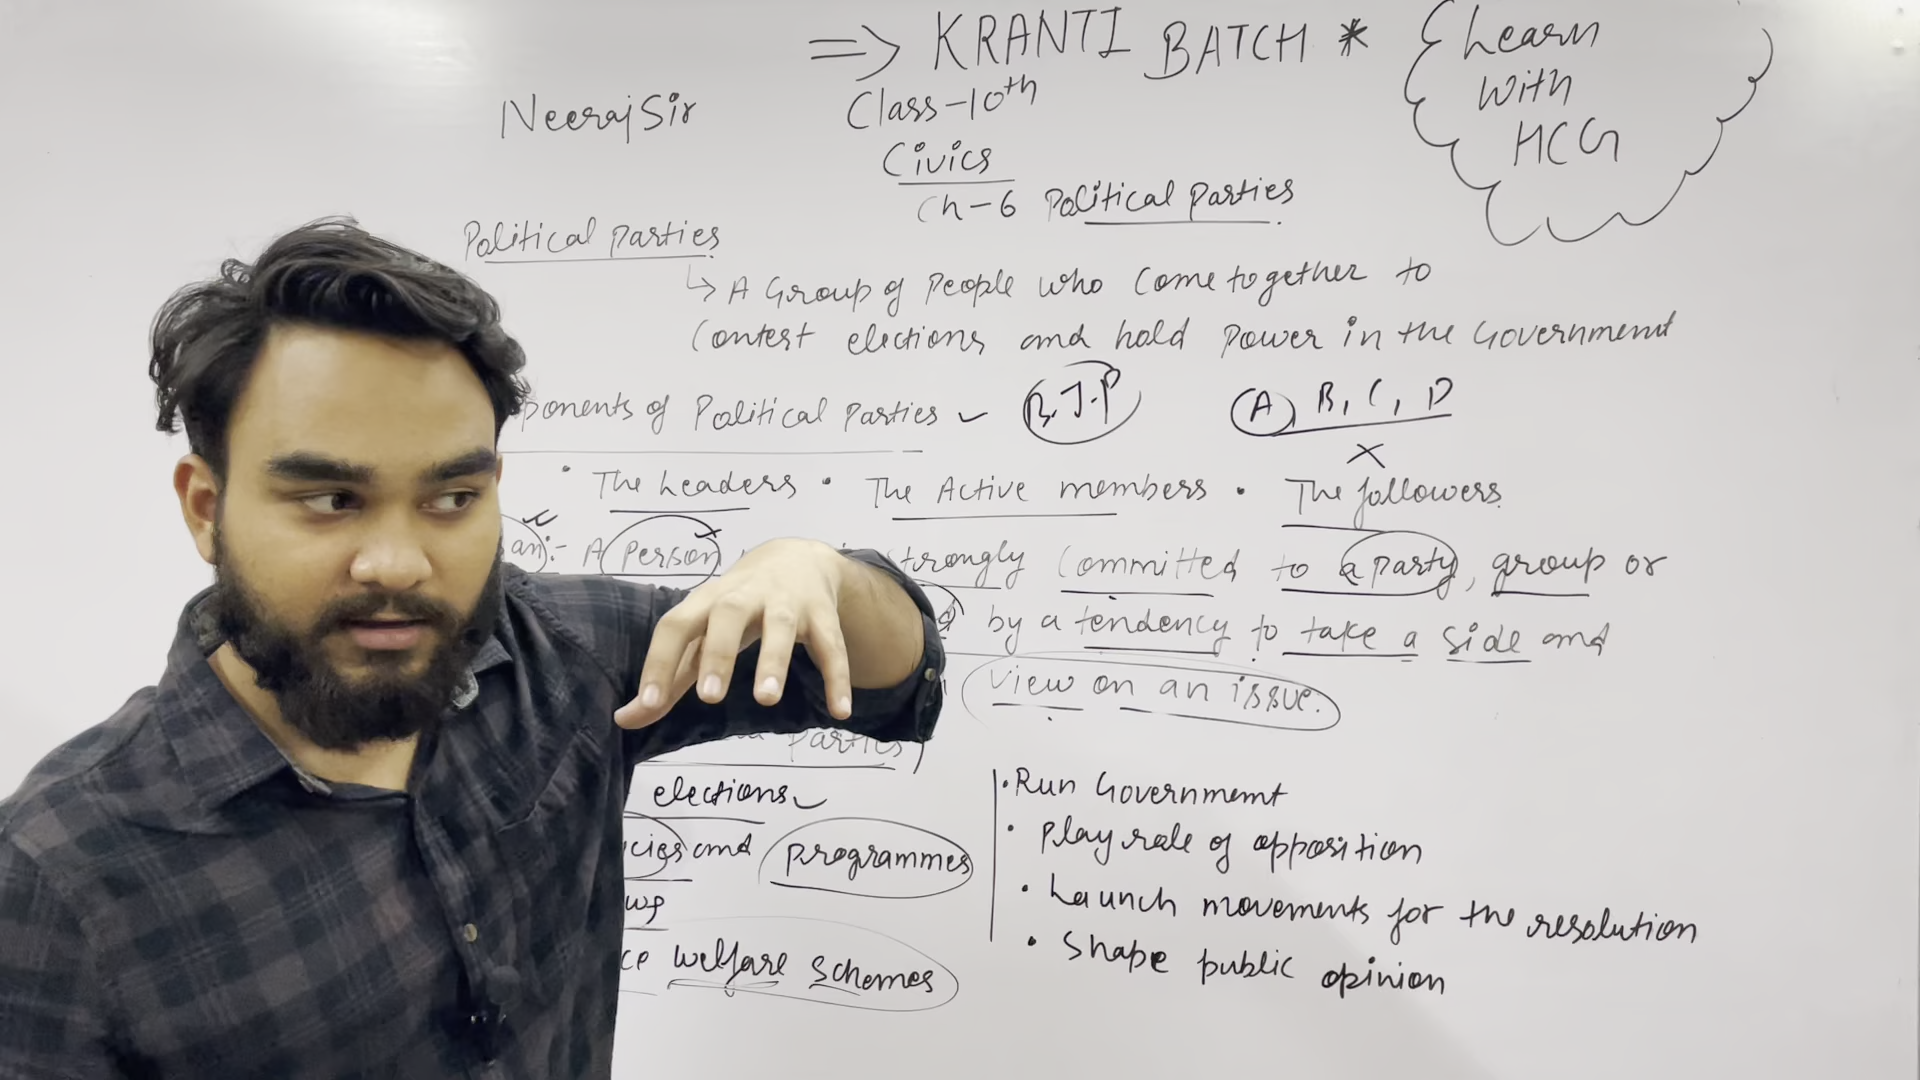 => KRANTI BATCH *
Learn
with
HCG
Neeraj Sir
Class-10th
Civics
Ch-6 Political Parties
Political Parties
↳ A Group of People who come together to
contest elections and hold power in the Government
ponents of Political Parties
B.J.P
A, B, C, D
X
• The Leaders • The Active members • The followers
an:- A Person strongly committed to a party, group or
by a tendency to take a side and
view on an issue.
Parties
elections
cies and programmes
ce welfare schemes
• Run Government
• Play role of opposition
• Launch movements for the resolution
• Shape public opinion